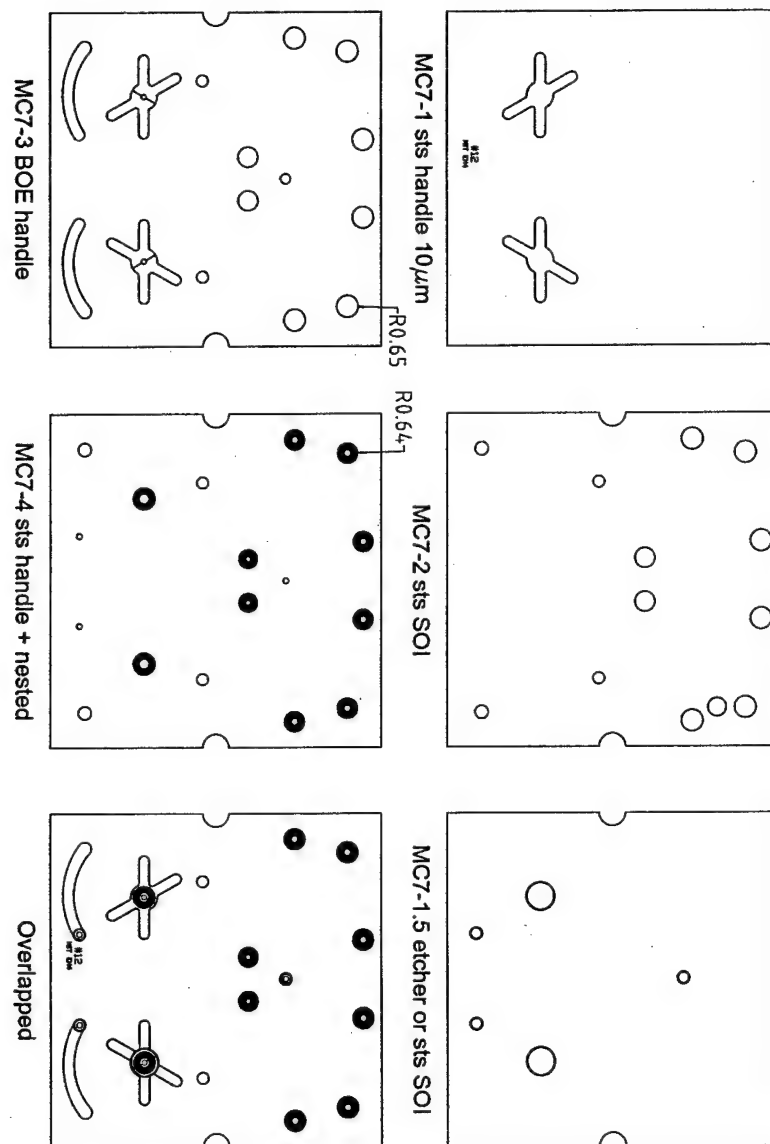 #12
MC7-1 sts handle 10μm
MC7-2 sts SOI
MC7-1.5 etcher or sts SOI
R0.65
R0.64
MC7-3 BOE handle
MC7-4 sts handle + nested
#12
Overlapped